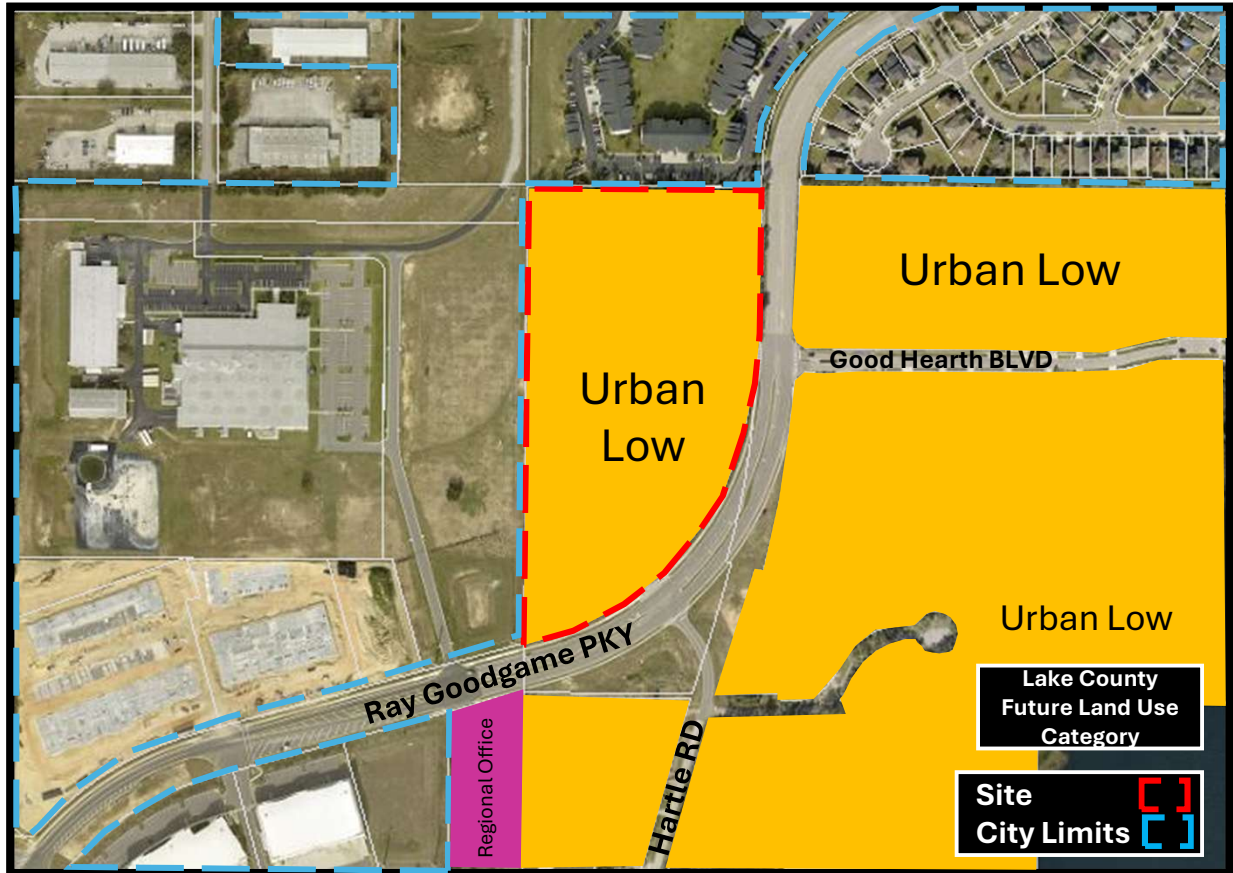 Urban Low
Good Hearth BLVD
Urban
Low
Urban Low
Ray Goodgame PKY
Regional Office
Hartle RD
Lake County
Future Land Use
Category
Site
City Limits